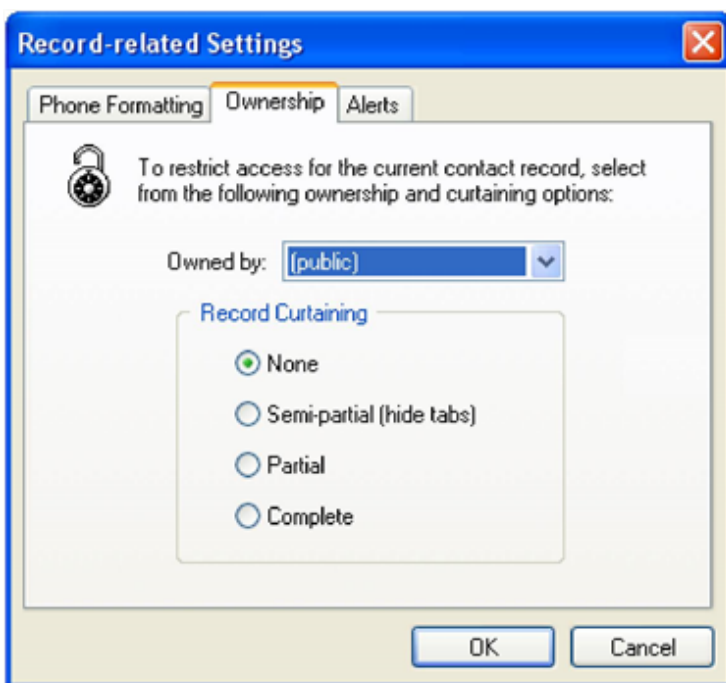 Record-related Settings
Phone Formatting Ownership Alerts
To restrict access for the current contact record, select
from the following ownership and curtaining options:
Owned by: (public)
Record Curtaining
None
Semi-partial (hide tabs)
Partial
Complete
OK Cancel